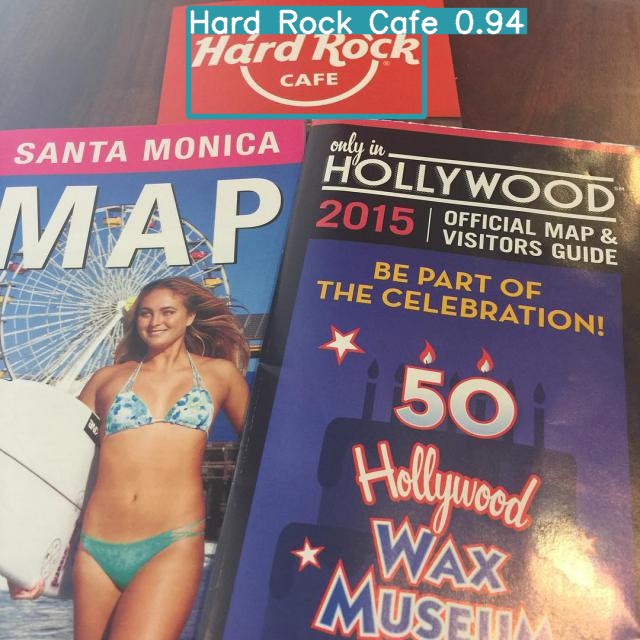 Hard Rock Cafe 0.94
Hard Rock
CAFE
SANTA MONICA
MAP
only in
HOLLYWOOD
2015 | OFFICIAL MAP &
VISITORS GUIDE
BE PART OF
THE CELEBRATION!
50
Hollywood
WAX
MUSEUM